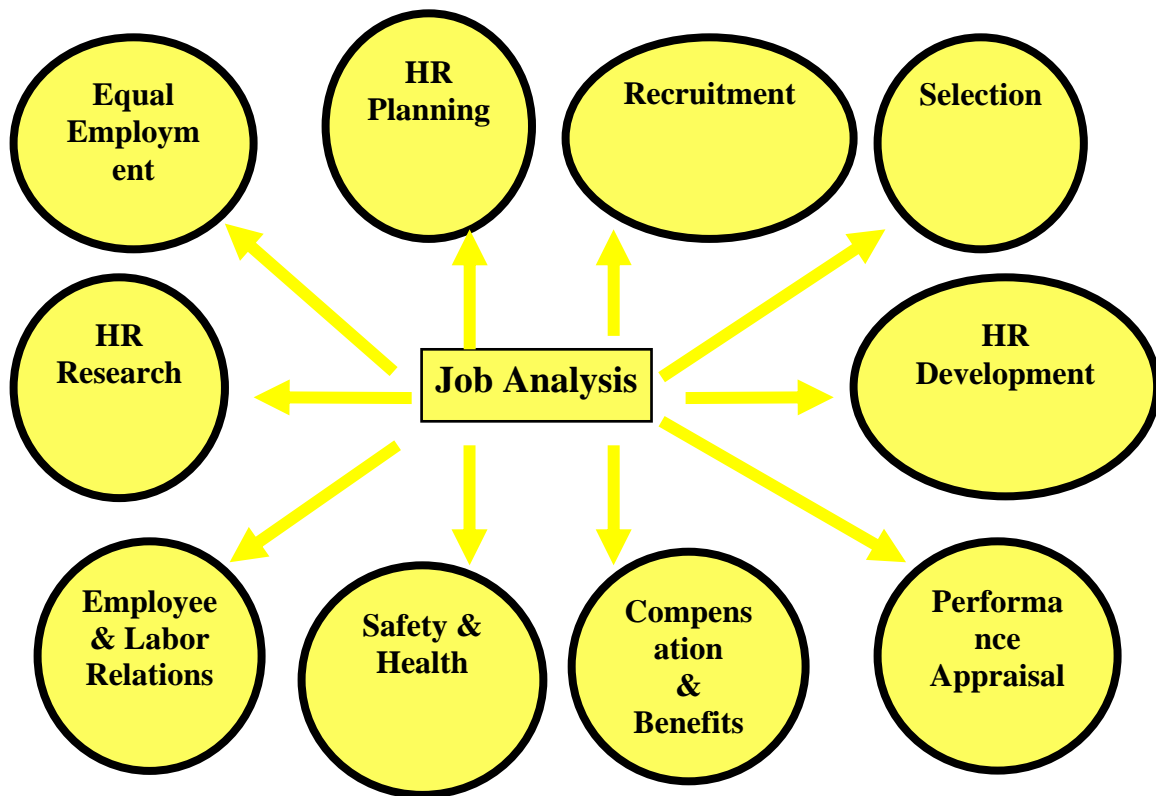 Equal
Employm
ent
HR
Planning
Recruitment
Selection
HR
Research
Job Analysis
HR
Development
Employee
& Labor
Relations
Safety &
Health
Compens
ation
&
Benefits
Performa
nce
Appraisal